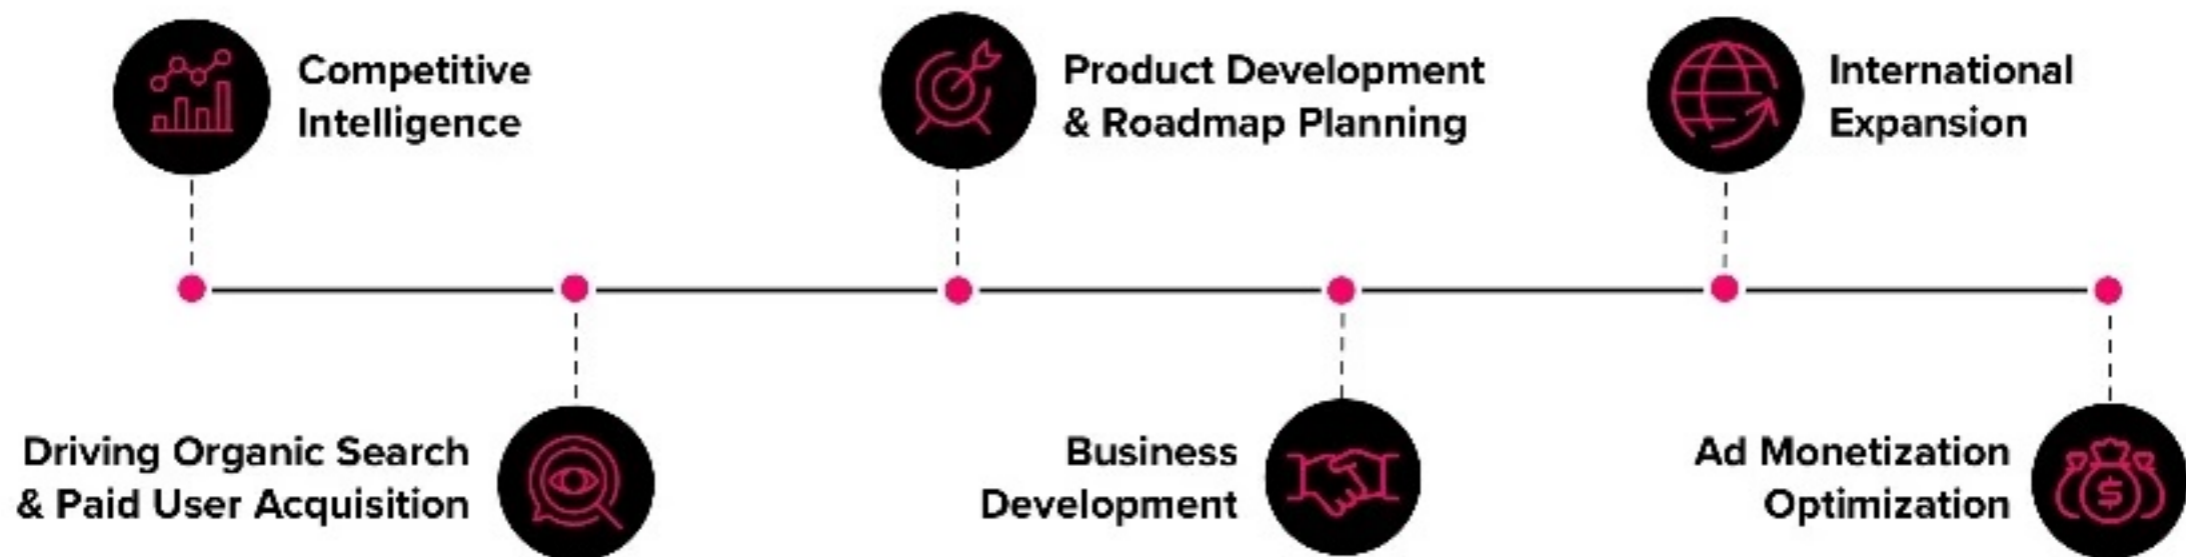 Competitive
Intelligence
Product Development
& Roadmap Planning
International
Expansion
Driving Organic Search
& Paid User Acquisition
Business
Development
Ad Monetization
Optimization
$